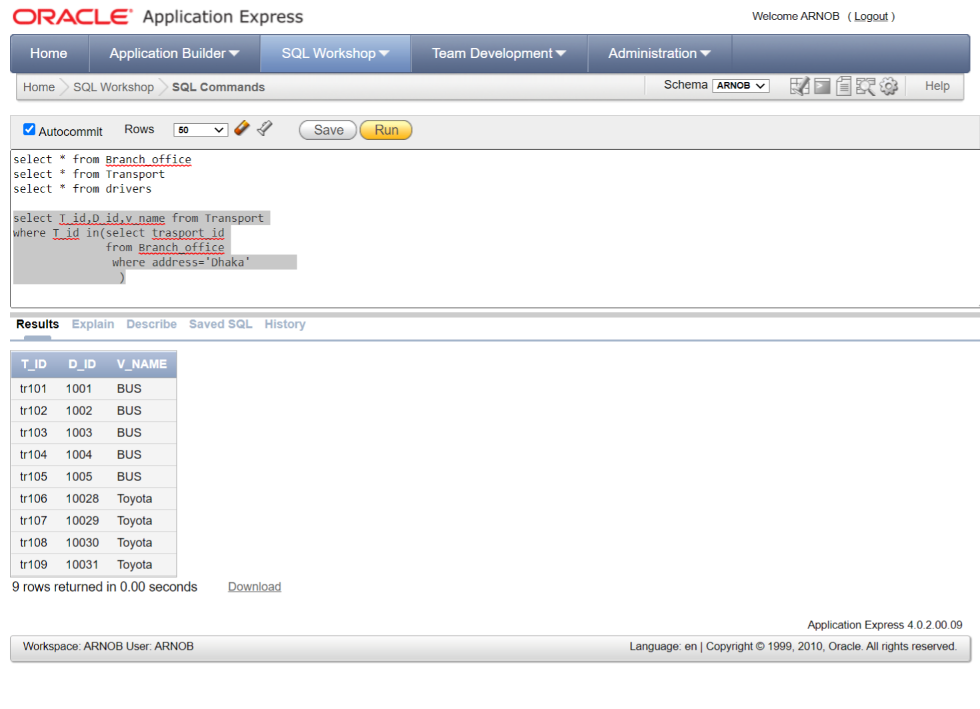 ORACLE® Application Express
Welcome ARNOB ( Logout )
Home Application Builder SQL Workshop Team Development Administration
Home SQL Workshop SQL Commands
Schema ARNOB Help
Autocommit Rows 50 Save Run
select * from Branch_office
select * from Transport
select * from drivers
select T_id,D_id,v_name from Transport
where T_id in(select trasport_id
from Branch_office
where address='Dhaka'
)
Results Explain Describe Saved SQL History
T_ID D_ID V_NAME
tr101 1001 BUS
tr102 1002 BUS
tr103 1003 BUS
tr104 1004 BUS
tr105 1005 BUS
tr106 10028 Toyota
tr107 10029 Toyota
tr108 10030 Toyota
tr109 10031 Toyota
9 rows returned in 0.00 seconds Download
Application Express 4.0.2.00.09
Workspace: ARNOB User: ARNOB
Language: en | Copyright © 1999, 2010, Oracle. All rights reserved.